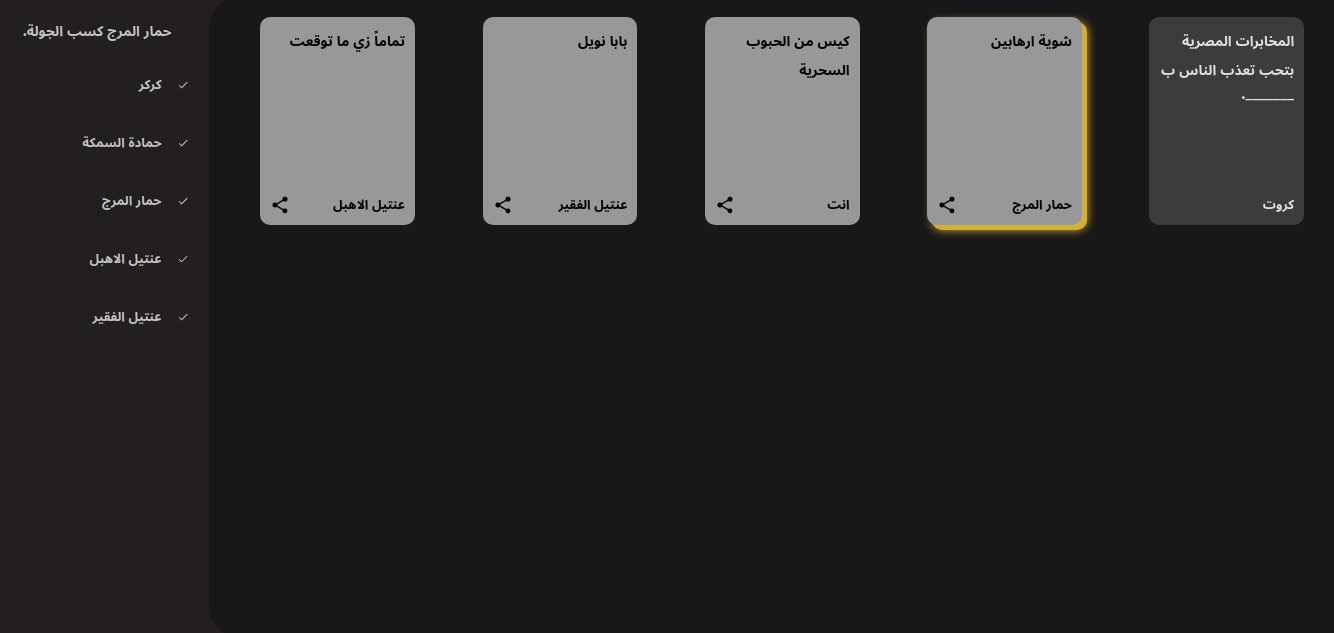 المخابرات المصرية
بتحب تعذب الناس ب
_______.
كروت
شوية ارهابين
حمار المرج
كيس من الحبوب
السحرية
انت
بابا نويل
عنتيل الفقير
تماماً زي ما توقعت
عنتيل الاهبل
حمار المرج كسب الجولة.
كركر
حمادة السمكة
حمار المرج
عنتيل الاهبل
عنتيل الفقير